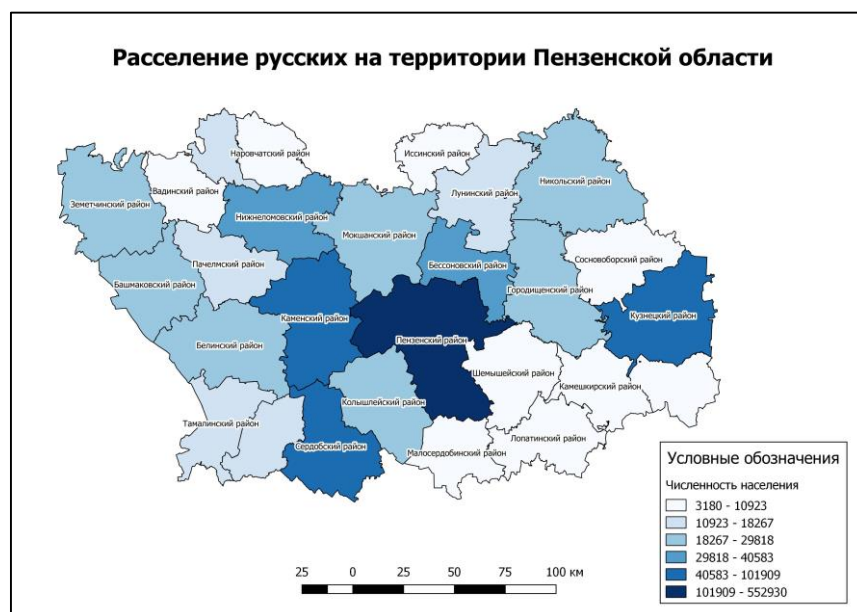 Расселение русских на территории Пензенской области
Наровчатский район
Иссинский район
Вадинский район
Земетчинский район
Лунинский район
Никольский район
Нижнеломовский район
Мокшанский район
Пачелмский район
Бессоновский район
Сосновоборский район
Башмаковский район
Городищенский район
Каменский район
Кузнецкий район
Пензенский район
Белинский район
Шемышейский район
Камешкирский район
Колышлейский район
Тамалинский район
Сердобский район
Лопатинский район
Малосердобинский район
Условные обозначения
Численность населения
3180 - 10923
10923 - 18267
18267 - 29818
29818 - 40583
40583 - 101909
101909 - 552930
25 0 25 50 75 100 км